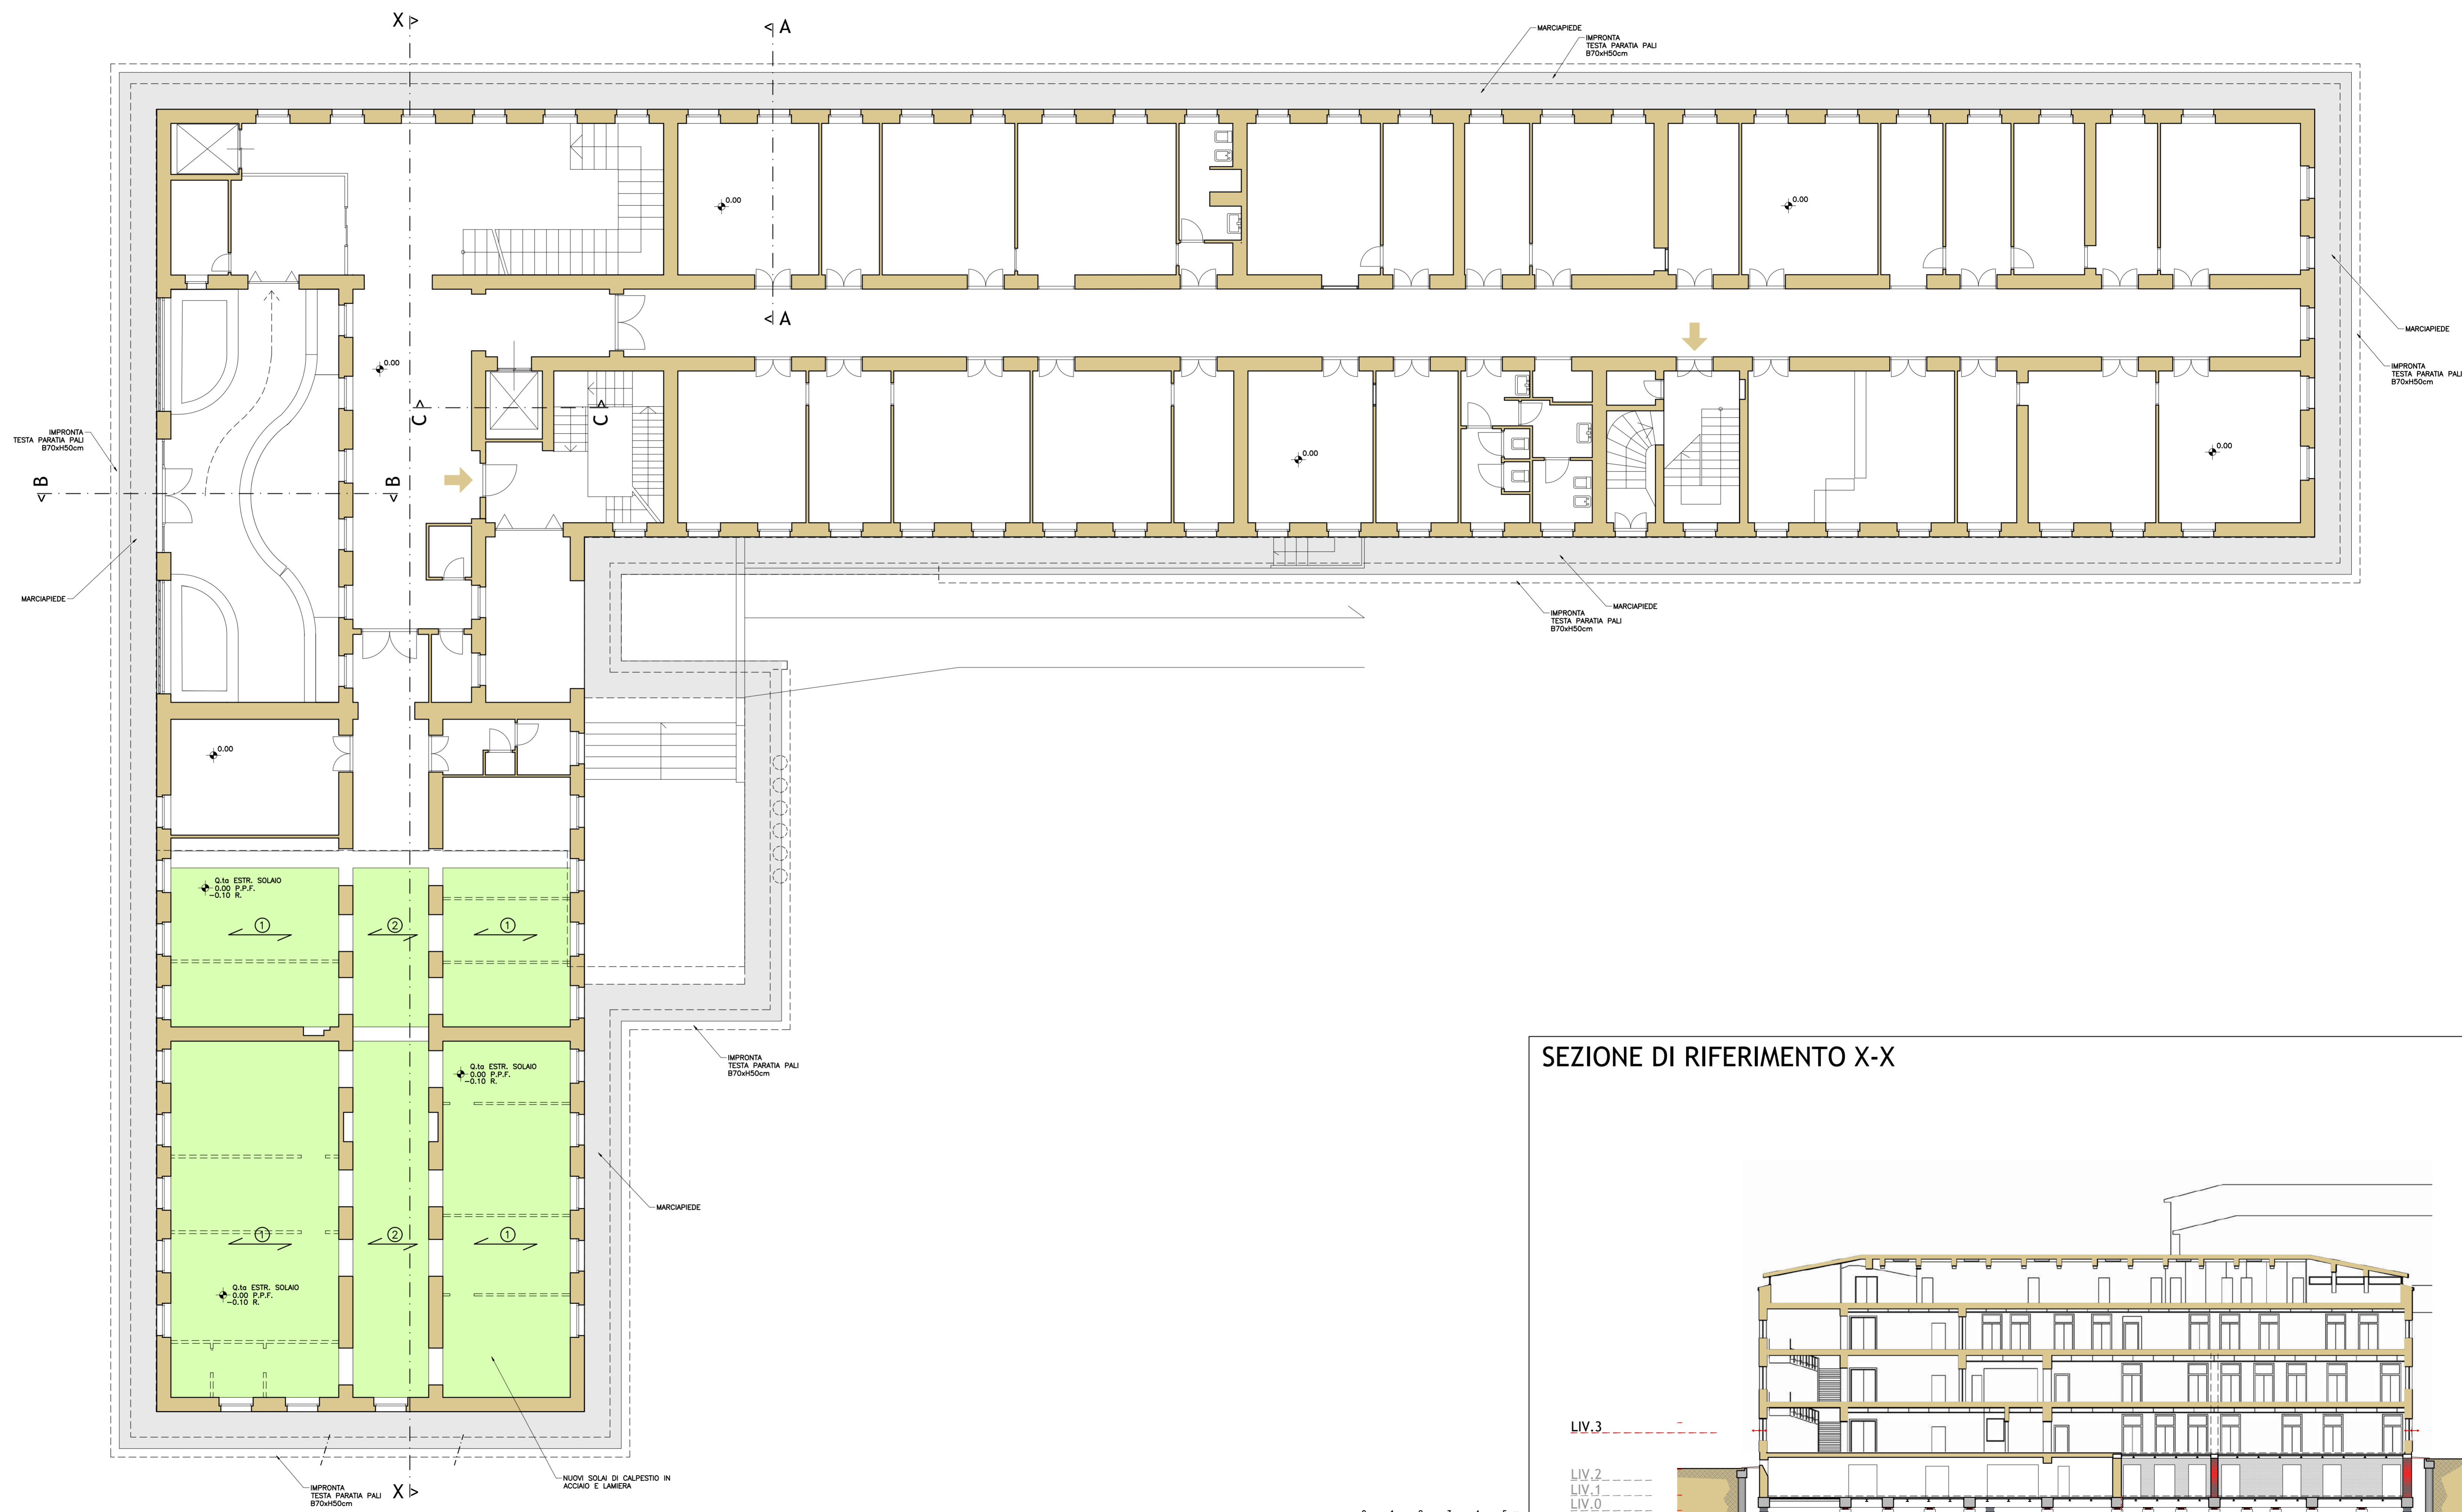 X >
< A
MARCIAPIEDE
IMPRONTA
TESTA PARATIA PALI
B70xH50cm
0.00
0.00
< A
MARCIAPIEDE
IMPRONTA
TESTA PARATIA PALI
B70xH50cm
0.00
C >
C >
IMPRONTA
TESTA PARATIA PALI
B70xH50cm
0.00
0.00
< B
< B
MARCIAPIEDE
MARCIAPIEDE
IMPRONTA
TESTA PARATIA PALI
B70xH50cm
0.00
Q.ta ESTR. SOLAIO
0.00 P.P.F.
-0.10 R.
1
2
1
Q.ta ESTR. SOLAIO
0.00 P.P.F.
-0.10 R.
IMPRONTA
TESTA PARATIA PALI
B70xH50cm
MARCIAPIEDE
1
2
1
Q.ta ESTR. SOLAIO
0.00 P.P.F.
-0.10 R.
NUOVI SOLAI DI CALPESTIO IN
ACCIAIO E LAMIERA
IMPRONTA
TESTA PARATIA PALI
B70xH50cm
X >
SEZIONE DI RIFERIMENTO X-X
LIV.3
LIV.2
LIV.1
LIV.0